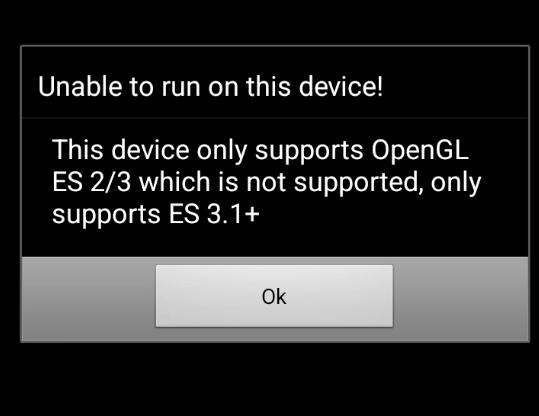 Unable to run on this device!
This device only supports OpenGL
ES 2/3 which is not supported, only
supports ES 3.1+
Ok